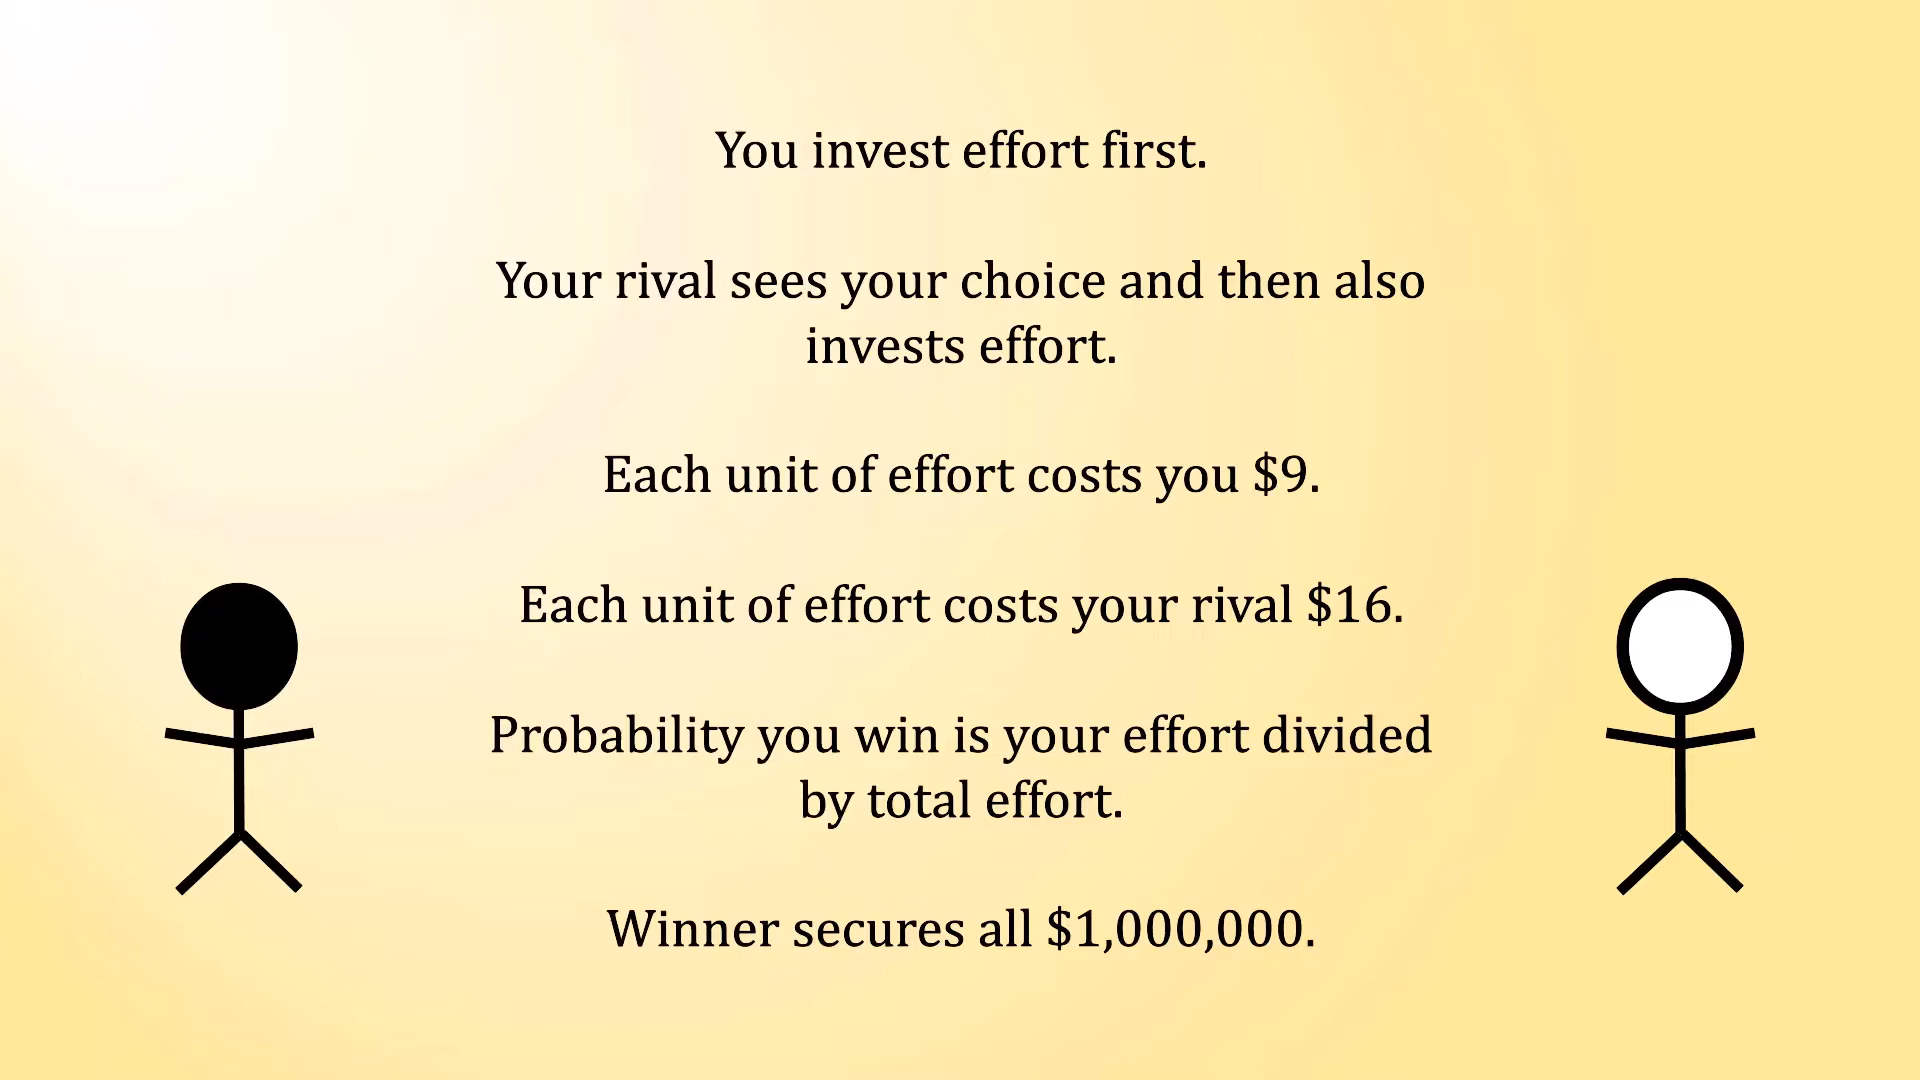 You invest effort first.
Your rival sees your choice and then also
invests effort.
Each unit of effort costs you $9.
Each unit of effort costs your rival $16.
Probability you win is your effort divided
by total effort.
Winner secures all $1,000,000.